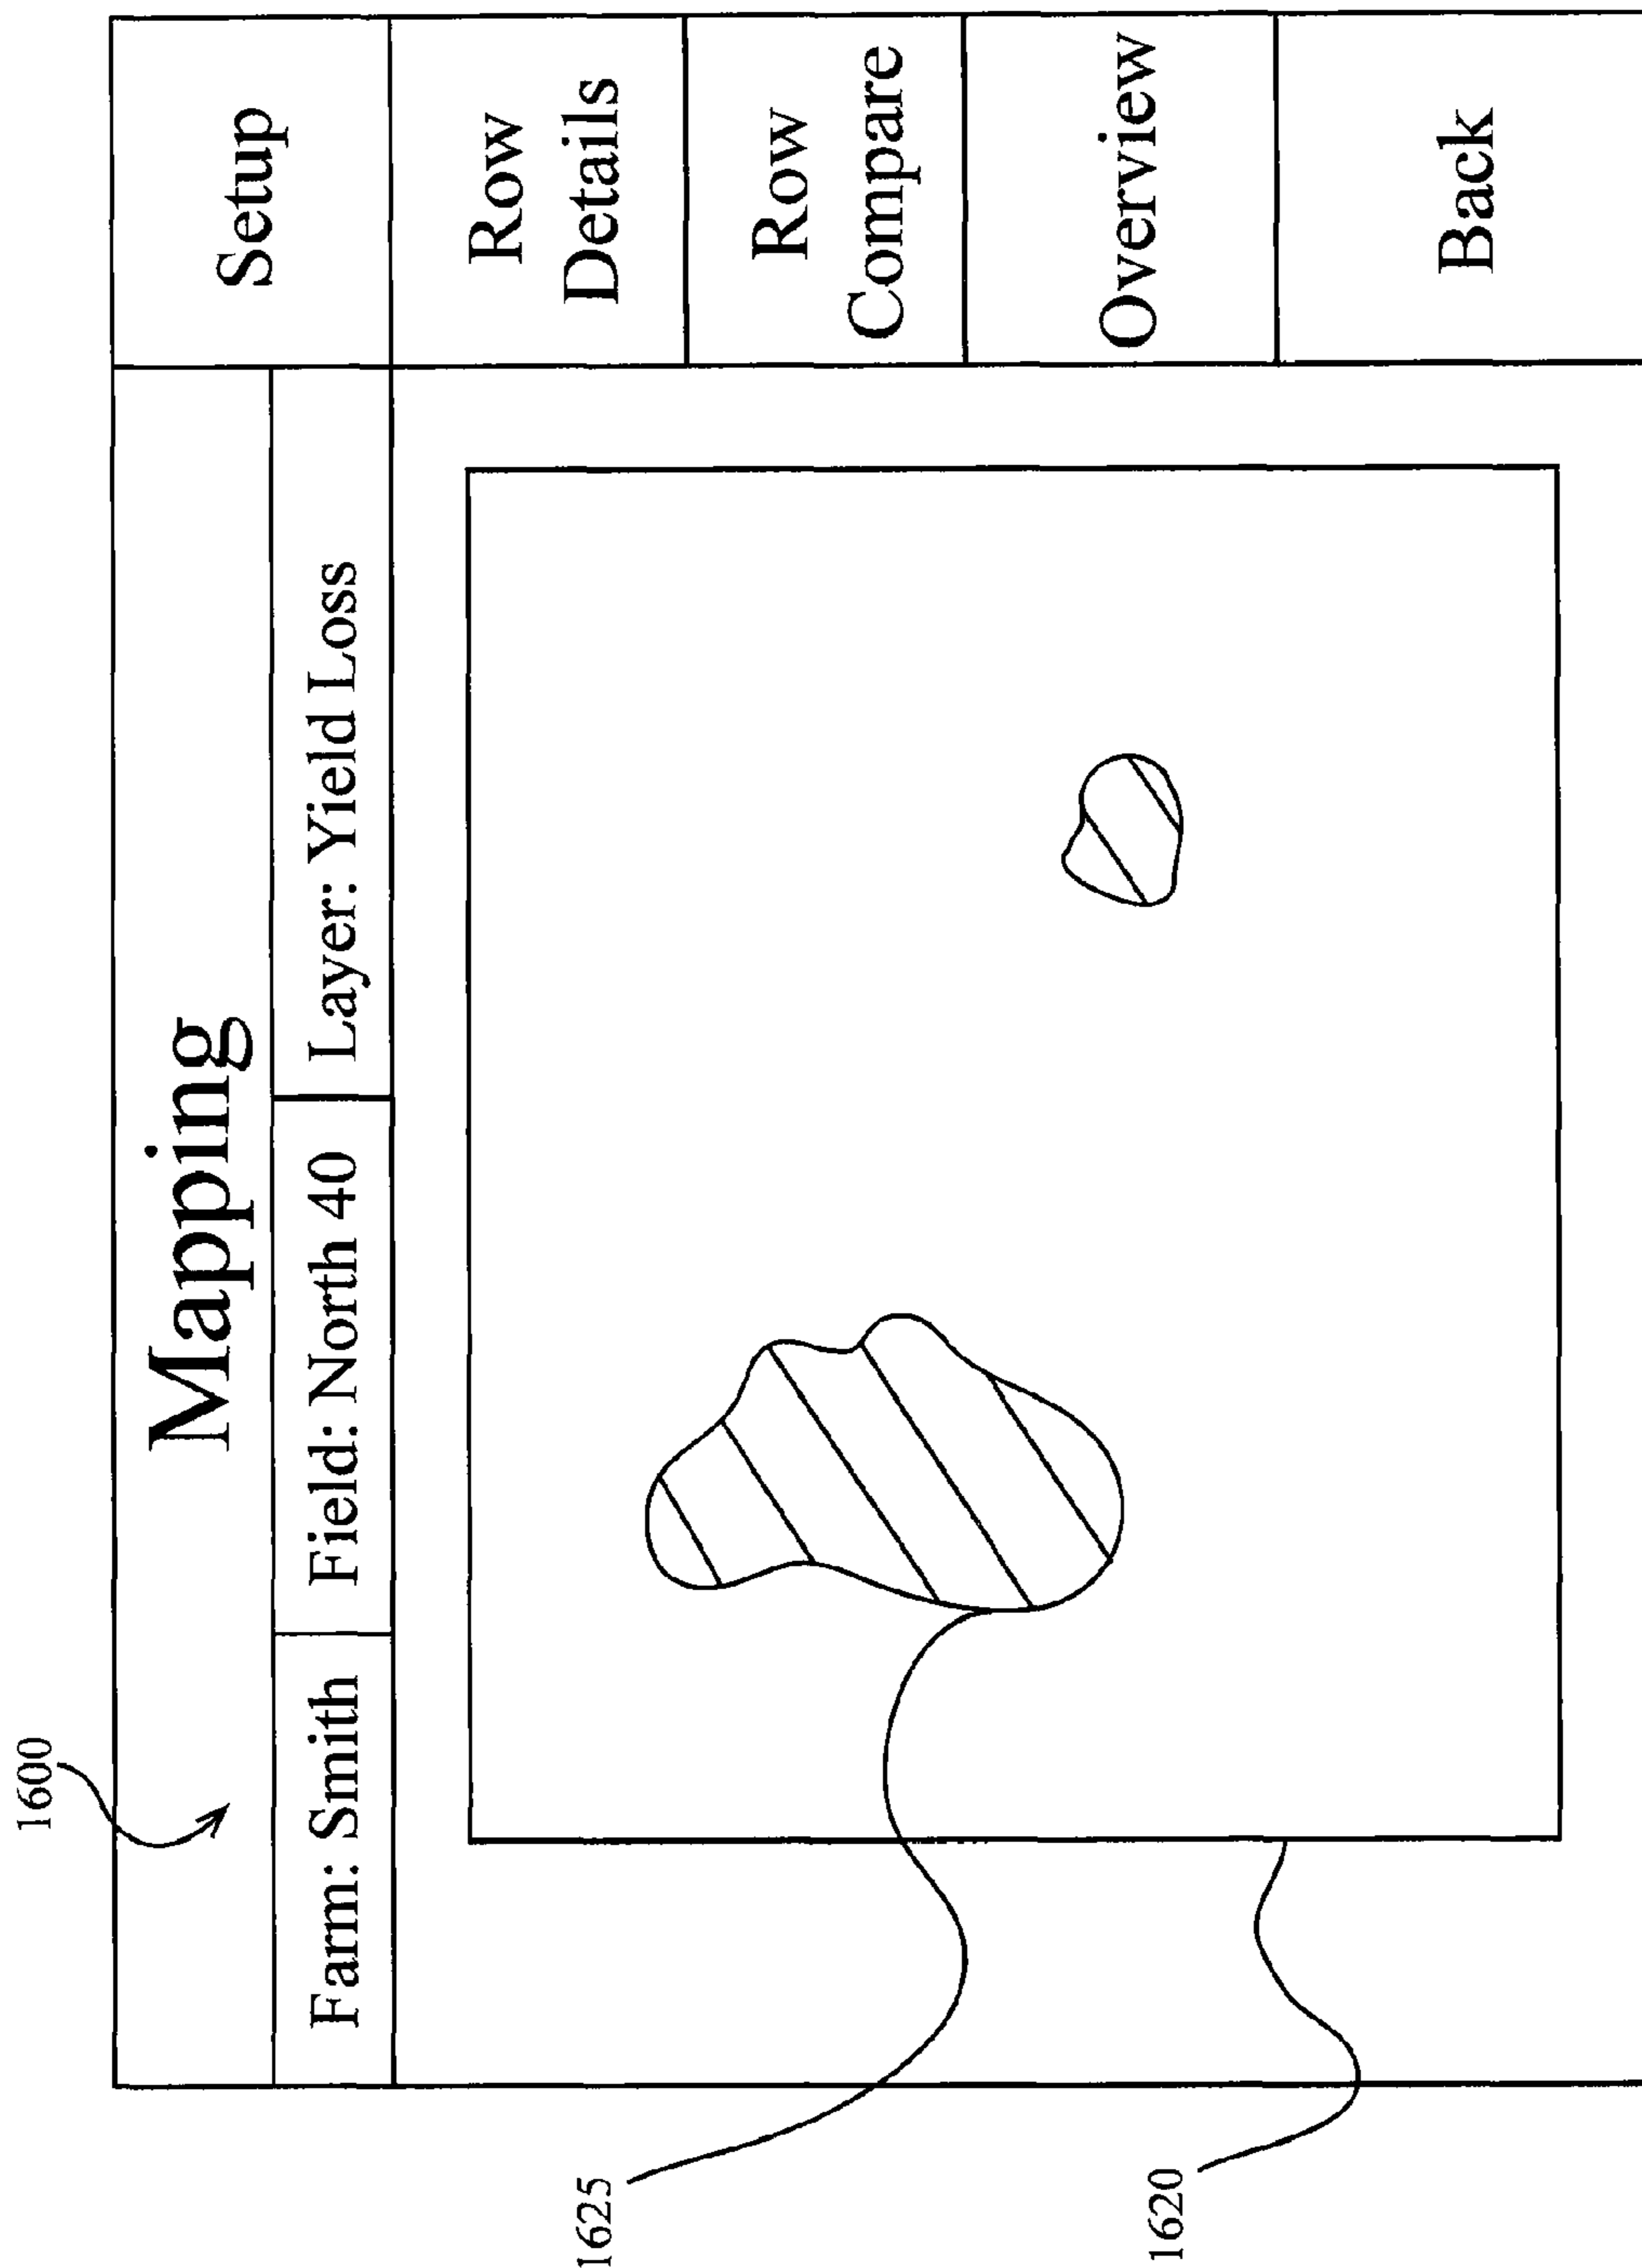 1600
Mapping
Setup
Farm: Smith
Field: North 40
Layer: Yield Loss
Row
Details
Row
Compare
Overview
Back
1625
1620